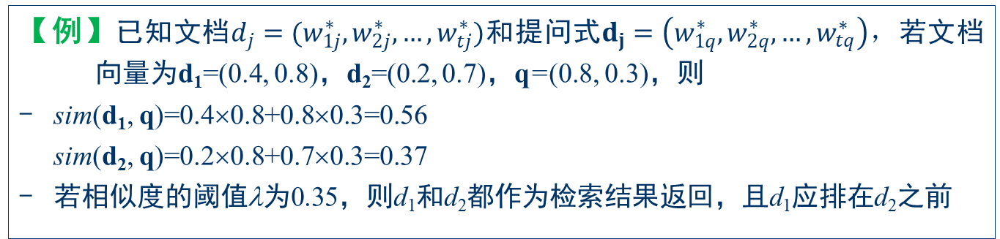 【例】已知文档$d_j = (w_{1j}^*, w_{2j}^*, \ldots, w_{tj}^*)$和提问式$\mathbf{d_j} = (w_{1q}^*, w_{2q}^*, \ldots, w_{tq}^*)$，若文档
向量为$\mathbf{d_1}$=(0.4, 0.8)，$\mathbf{d_2}$=(0.2, 0.7)，$\mathbf{q}$=(0.8, 0.3)，则
− sim($\mathbf{d_1}$, $\mathbf{q}$)=0.4×0.8+0.8×0.3=0.56
sim($\mathbf{d_2}$, $\mathbf{q}$)=0.2×0.8+0.7×0.3=0.37
− 若相似度的阈值λ为0.35，则$d_1$和$d_2$都作为检索结果返回，且$d_1$应排在$d_2$之前